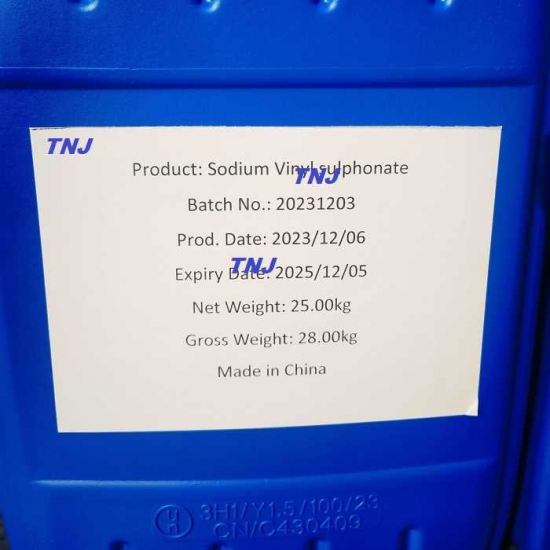 TNJ
Product: Sodium Vinyl sulphonate
TNJ
Batch No.: 20231203
Prod. Date: 2023/12/06
TNJ
Expiry Date: 2025/12/05
Net Weight: 25.00kg
Gross Weight: 28.00kg
Made in China
H 3H1/Y1.5/100/23
CN/C430409